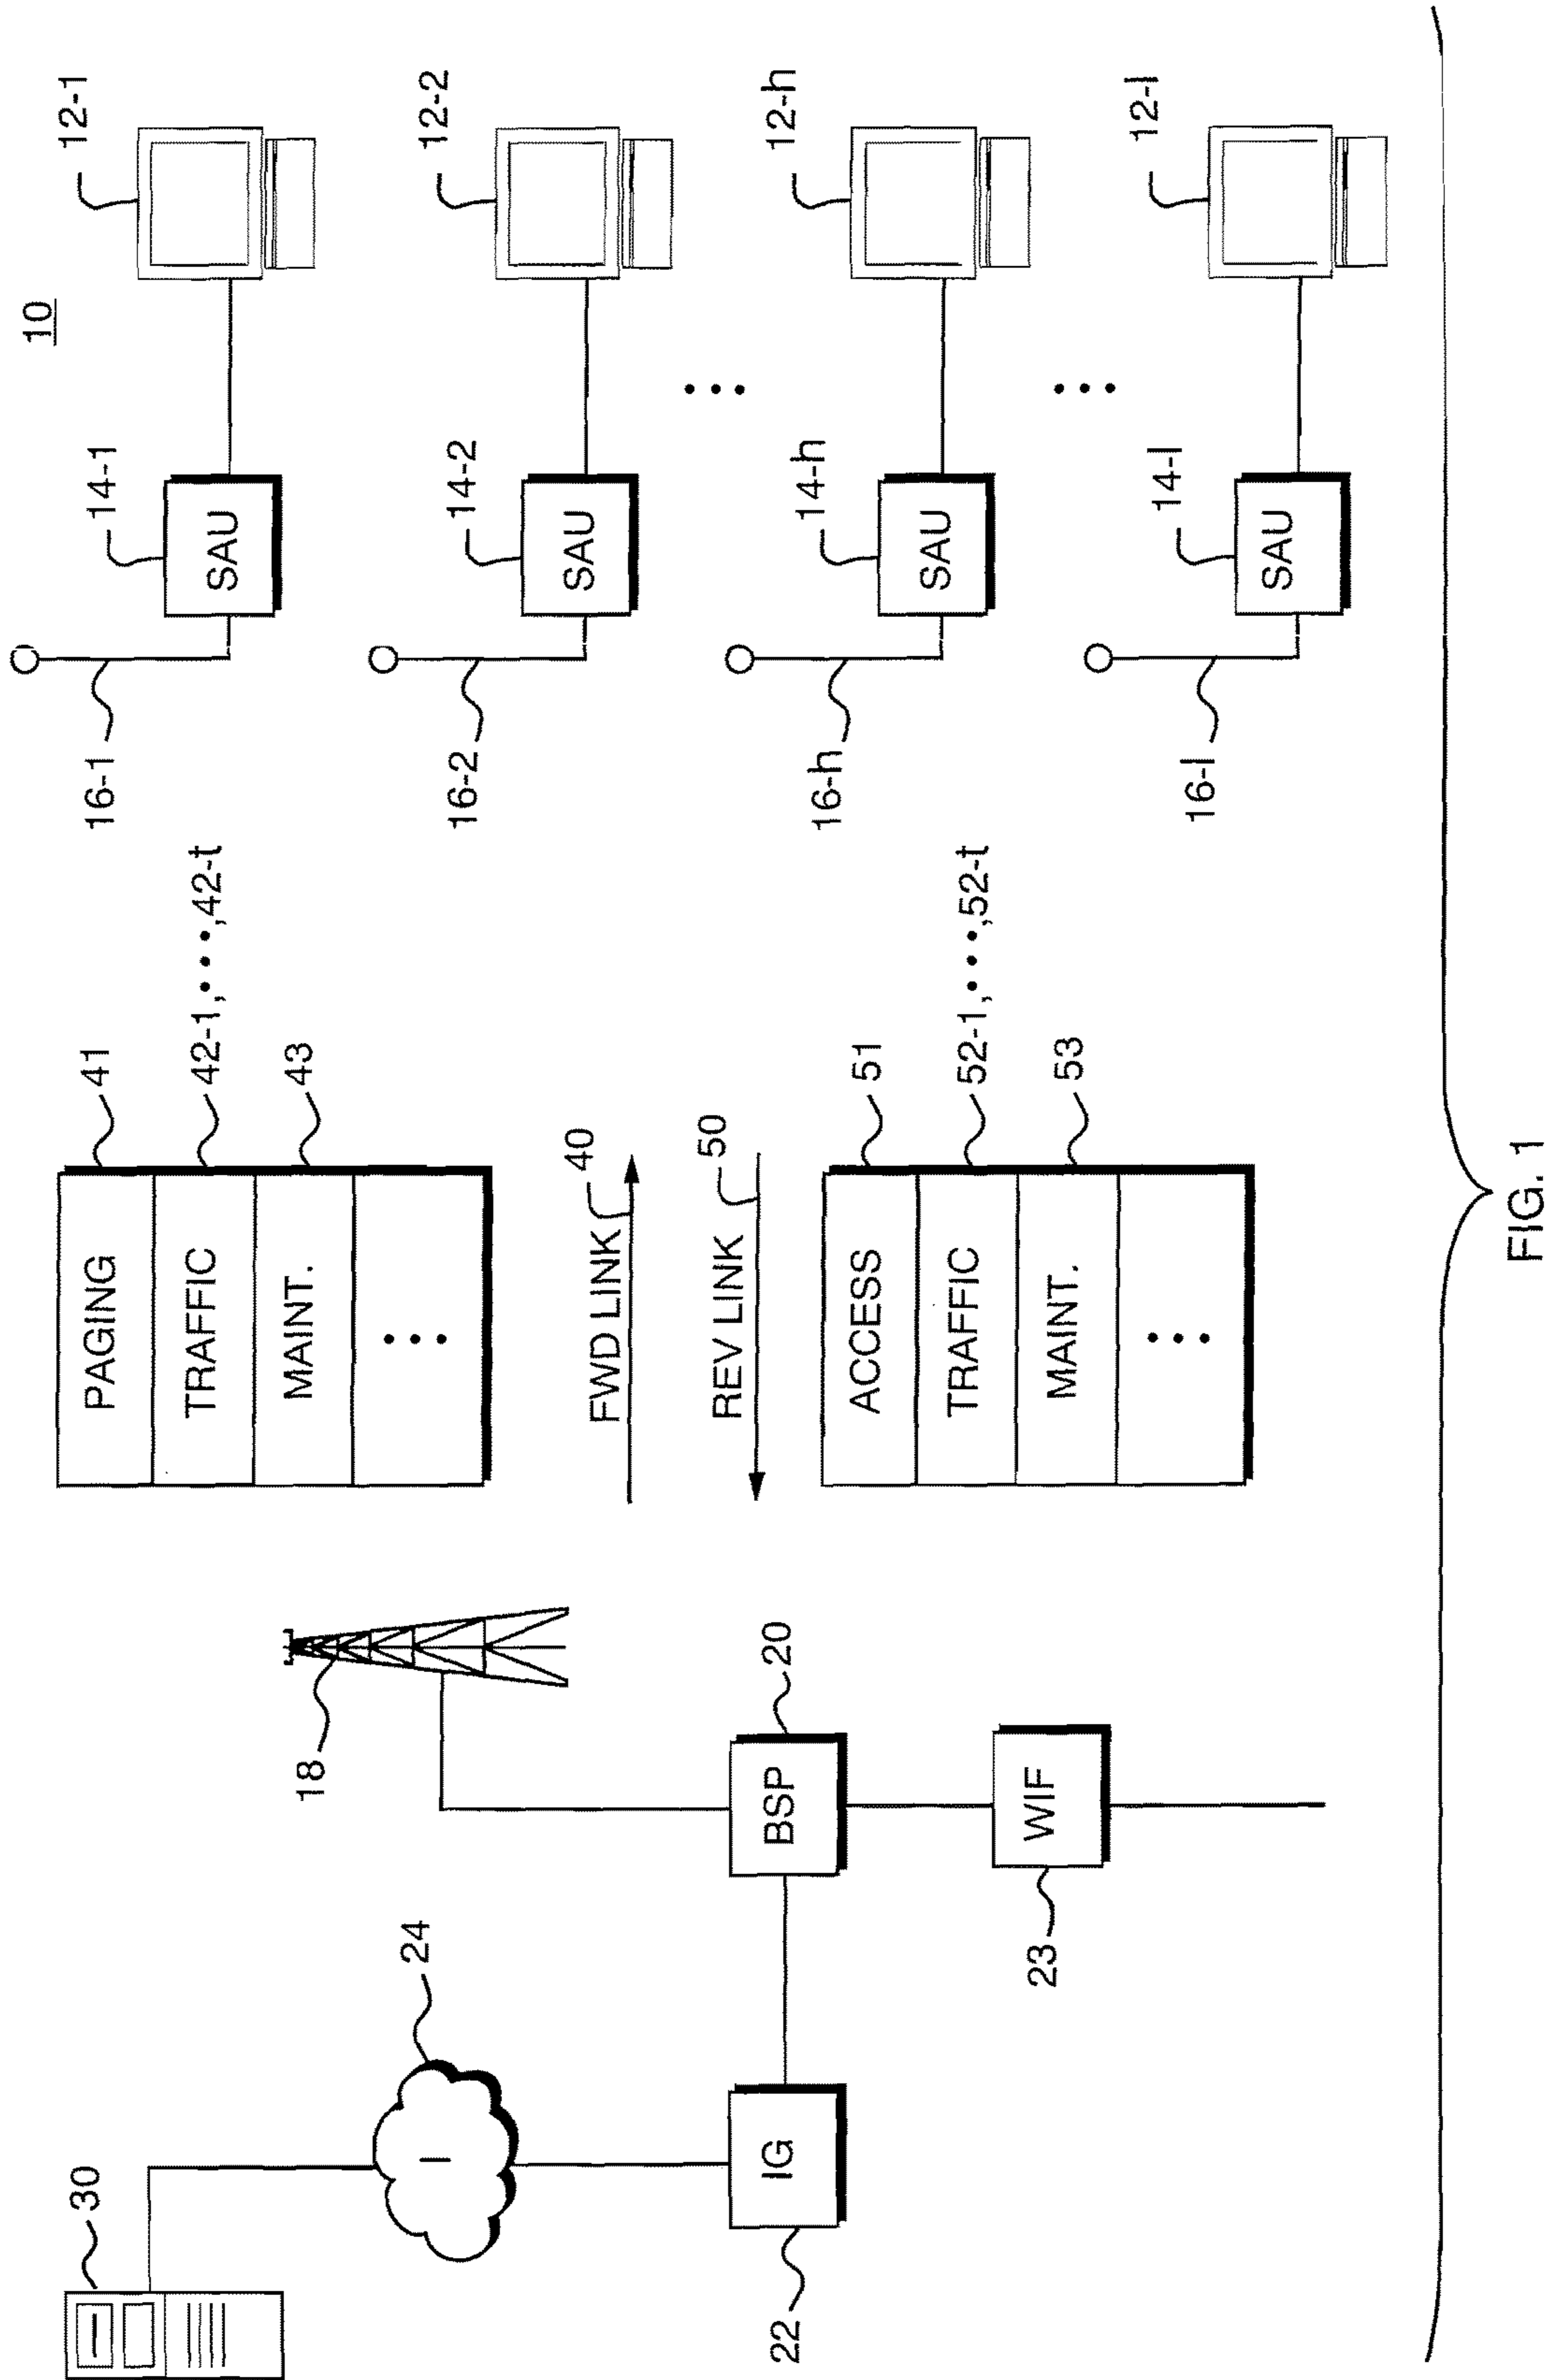 10
12-1
14-1
SAU
16-1
12-2
14-2
SAU
16-2
12-h
14-h
SAU
16-h
12-l
14-l
SAU
16-l
PAGING
41
TRAFFIC
42-1,•••,42-t
MAINT.
43
•••
FWD LINK
40
REV LINK
50
ACCESS
51
TRAFFIC
52-1,•••,52-t
MAINT.
53
•••
18
BSP
20
WIF
23
30
I
24
IG
22
FIG. 1